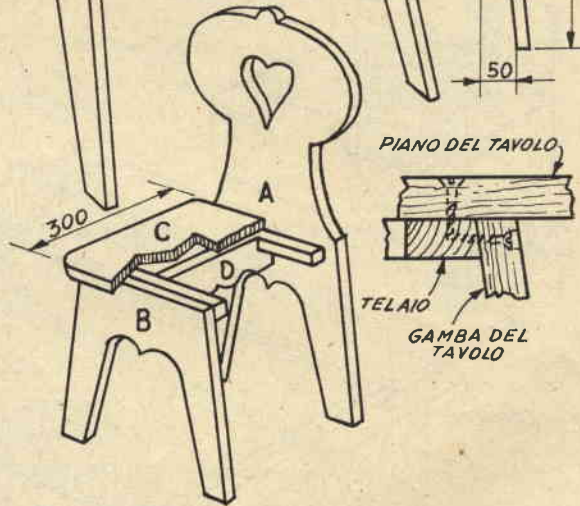 50
PIANO DEL TAVOLO
300
A
C
D
B
TELAIO
GAMBA DEL
TAVOLO